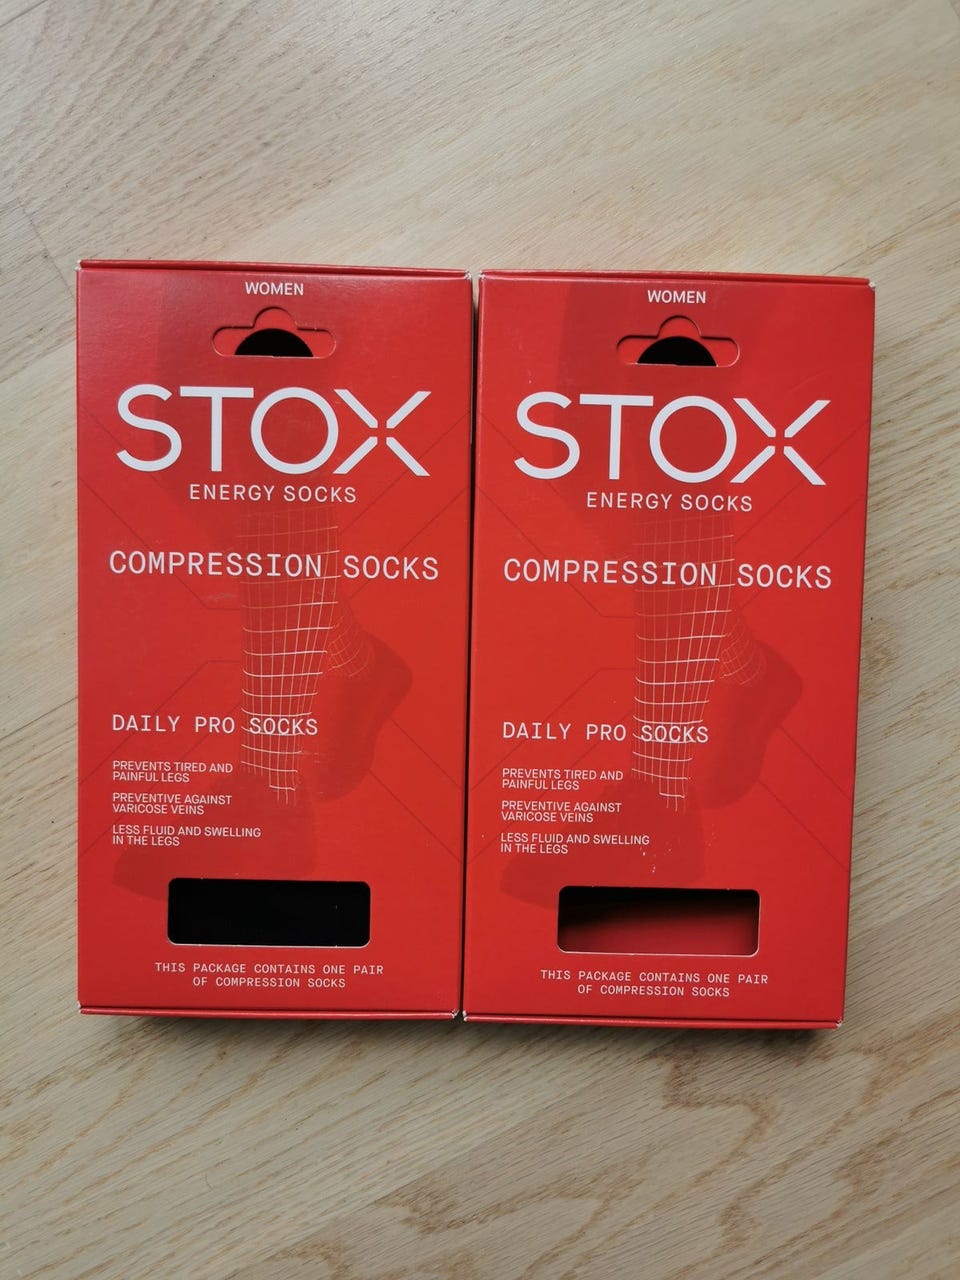 WOMEN
STOX
ENERGY SOCKS
COMPRESSION SOCKS
DAILY PRO SOCKS
PREVENTS TIRED AND
PAINFUL LEGS
PREVENTIVE AGAINST
VARICOSE VEINS
LESS FLUID AND SWELLING
IN THE LEGS
THIS PACKAGE CONTAINS ONE PAIR
OF COMPRESSION SOCKS
WOMEN
STOX
ENERGY SOCKS
COMPRESSION SOCKS
DAILY PRO SOCKS
PREVENTS TIRED AND
PAINFUL LEGS
PREVENTIVE AGAINST
VARICOSE VEINS
LESS FLUID AND SWELLING
IN THE LEGS
THIS PACKAGE CONTAINS ONE PAIR
OF COMPRESSION SOCKS